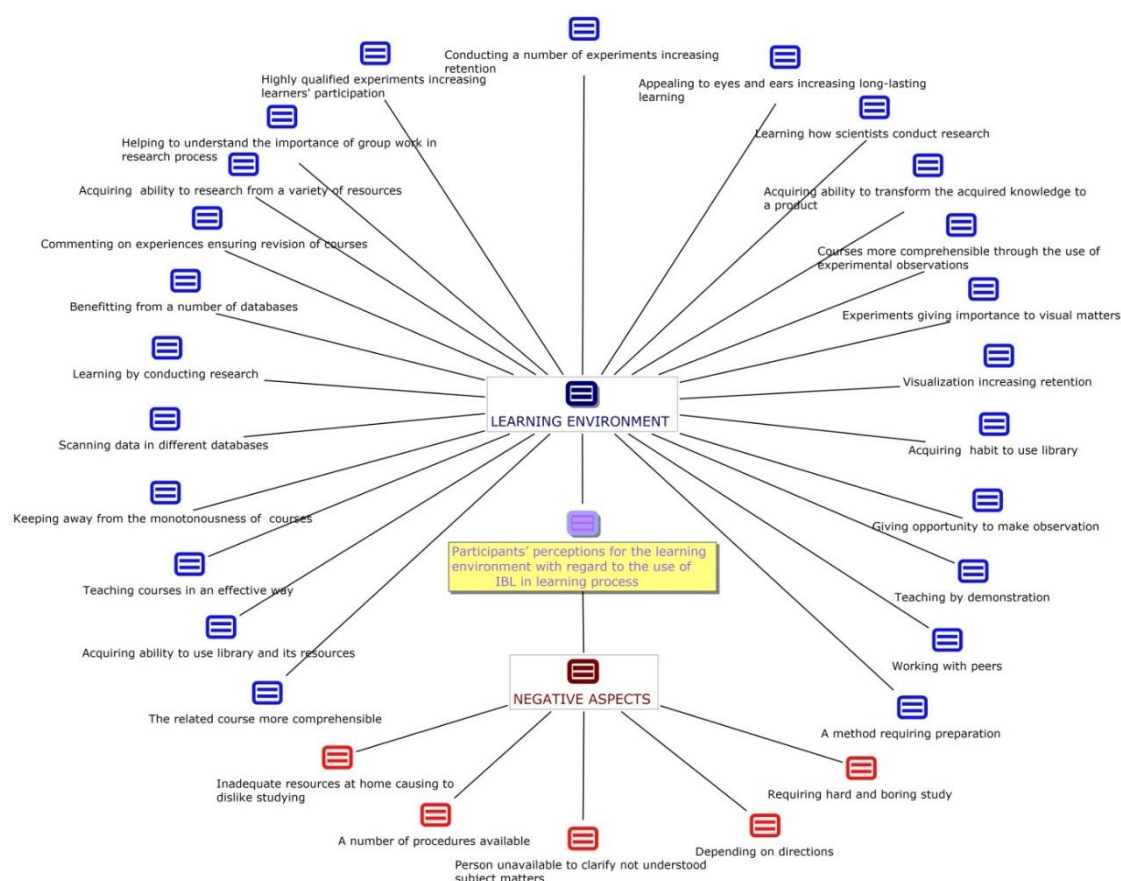 Conducting a number of experiments increasing
retention
Highly qualified experiments increasing
learners' participation
Appealing to eyes and ears increasing long-lasting
learning
Helping to understand the importance of group work in
research process
Learning how scientists conduct research
Acquiring ability to research from a variety of resources
Acquiring ability to transform the acquired knowledge to
a product
Commenting on experiences ensuring revision of courses
Courses more comprehensible through the use of
experimental observations
Benefitting from a number of databases
Experiments giving importance to visual matters
Learning by conducting research
Visualization increasing retention
LEARNING ENVIRONMENT
Scanning data in different databases
Acquiring habit to use library
Keeping away from the monotonousness of courses
Giving opportunity to make observation
Participants' perceptions for the learning
environment with regard to the use of
IBL in learning process
Teaching courses in an effective way
Teaching by demonstration
Acquiring ability to use library and its resources
Working with peers
NEGATIVE ASPECTS
The related course more comprehensible
A method requiring preparation
Inadequate resources at home causing to
dislike studying
Requiring hard and boring study
A number of procedures available
Depending on directions
Person unavailable to clarify not understood
subject matters